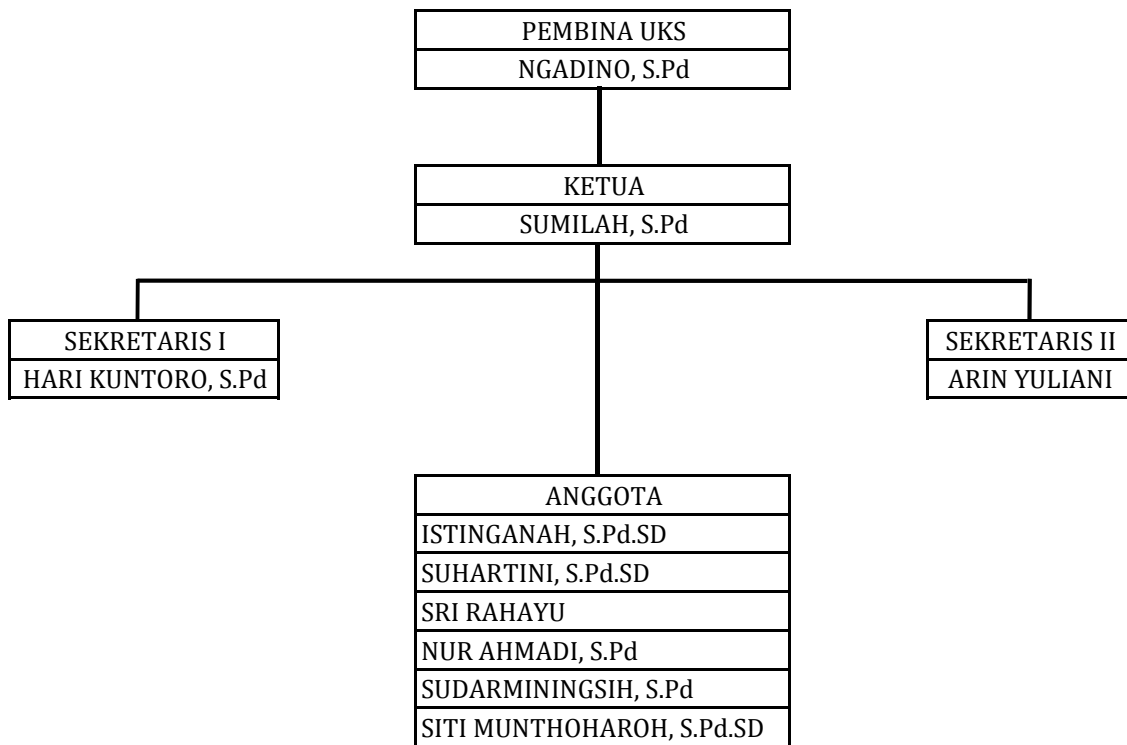 PEMBINA UKS
NGADINO, S.Pd
KETUA
SUMILAH, S.Pd
SEKRETARIS I
HARI KUNTORO, S.Pd
SEKRETARIS II
ARIN YULIANI
ANGGOTA
ISTINGANAH, S.Pd.SD
SUHARTINI, S.Pd.SD
SRI RAHAYU
NUR AHMADI, S.Pd
SUDARMININGSIH, S.Pd
SITI MUNTHOHAROH, S.Pd.SD